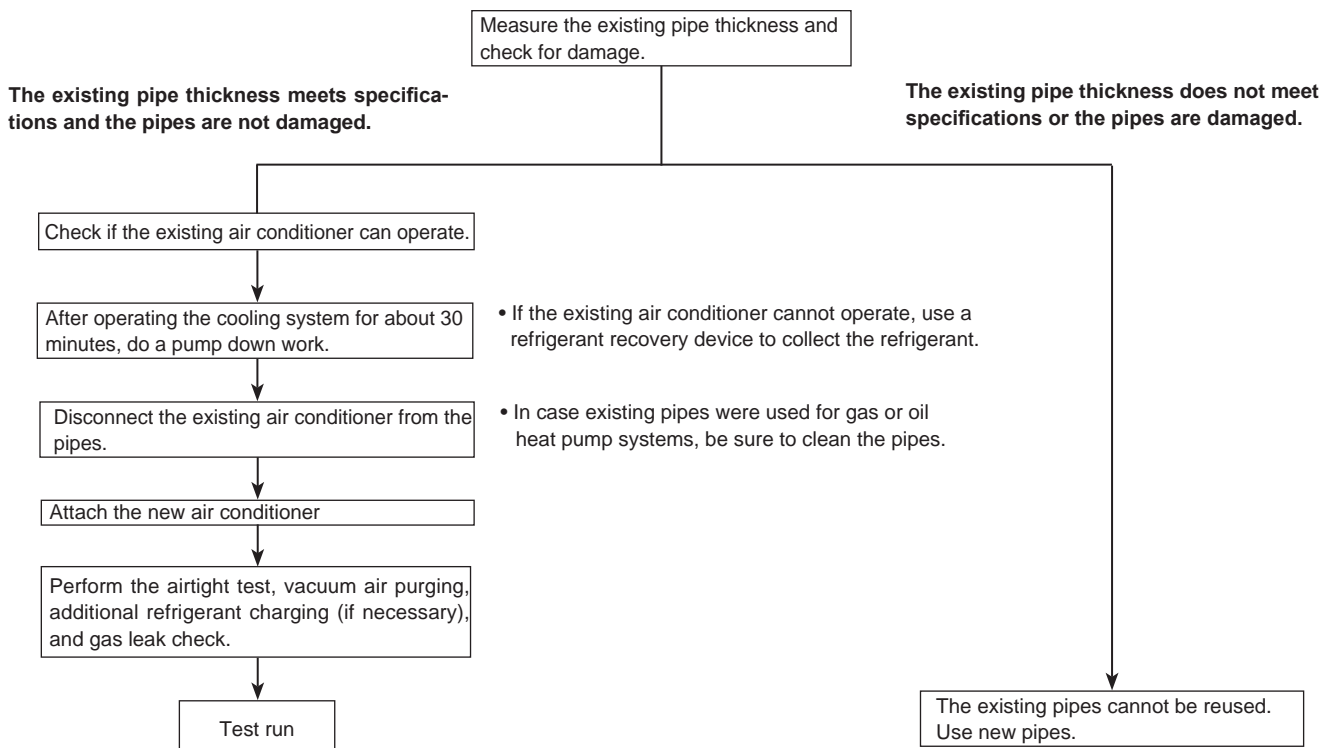 Measure the existing pipe thickness and
check for damage.
The existing pipe thickness meets specifica-
tions and the pipes are not damaged.
The existing pipe thickness does not meet
specifications or the pipes are damaged.
Check if the existing air conditioner can operate.
After operating the cooling system for about 30
minutes, do a pump down work.
• If the existing air conditioner cannot operate, use a
refrigerant recovery device to collect the refrigerant.
Disconnect the existing air conditioner from the
pipes.
• In case existing pipes were used for gas or oil
heat pump systems, be sure to clean the pipes.
Attach the new air conditioner
Perform the airtight test, vacuum air purging,
additional refrigerant charging (if necessary),
and gas leak check.
Test run
The existing pipes cannot be reused.
Use new pipes.